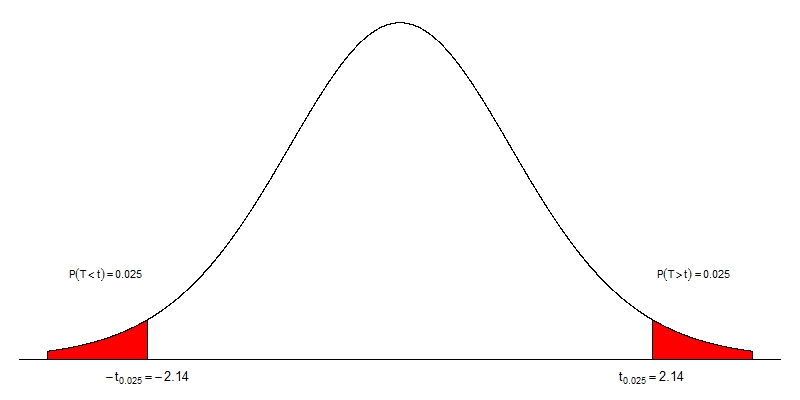 P(T < t) = 0.025
P(T > t) = 0.025
−t0.025 = −2.14
t0.025 = 2.14